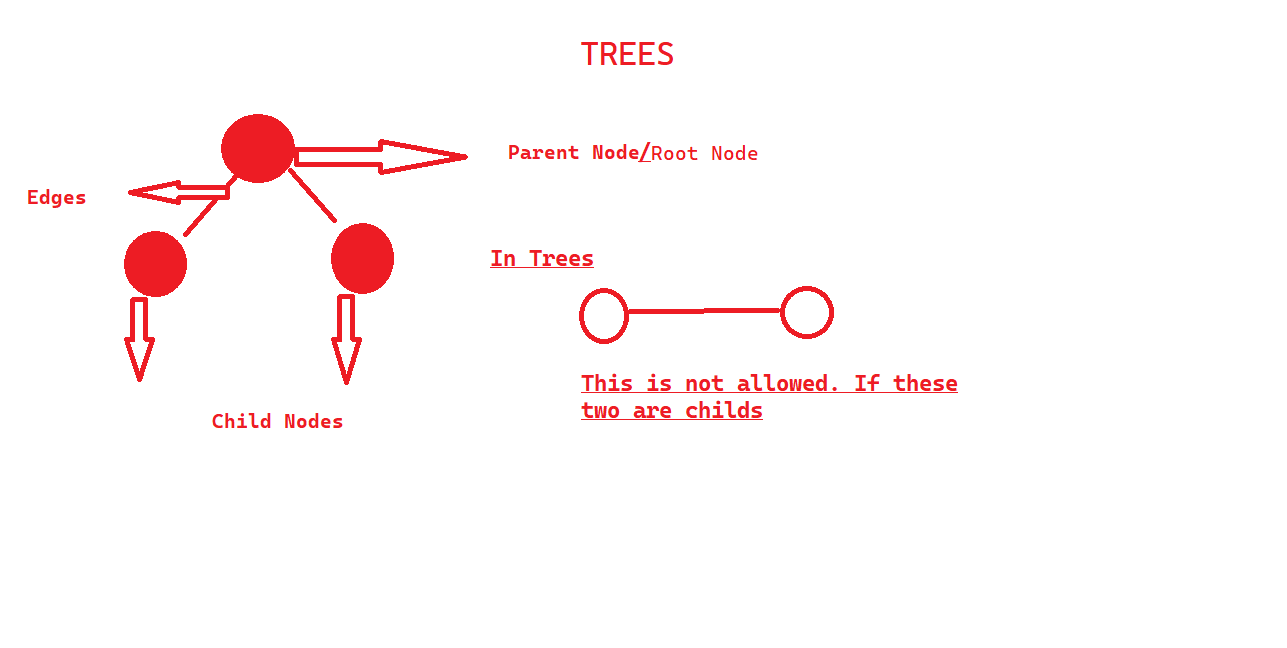 TREES
Parent Node/Root Node
Edges
In Trees
This is not allowed. If these
two are childs
Child Nodes